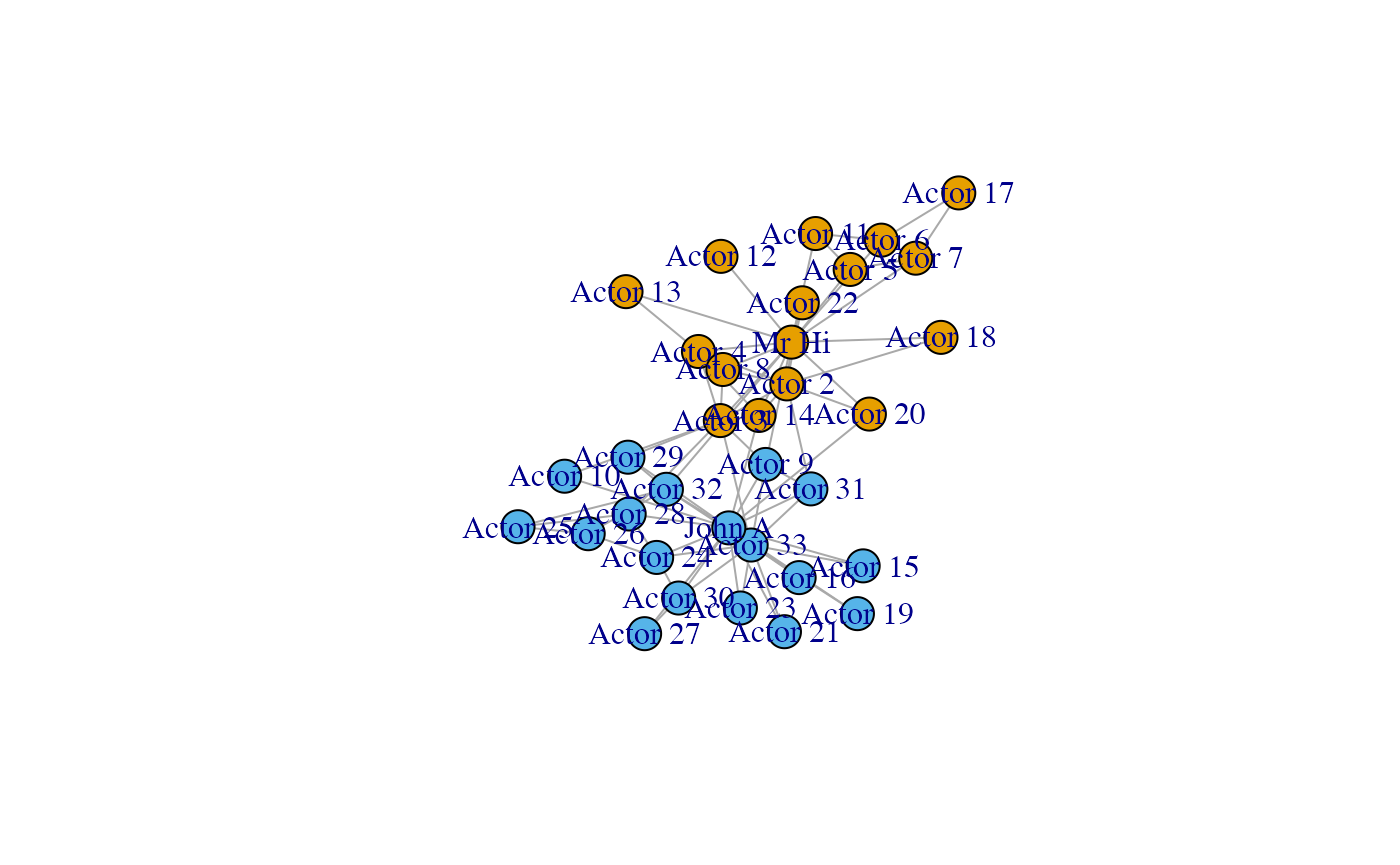 Actor 17
Actor 11
Actor 6
Actor 12
Actor 7
Actor 5
Actor 13
Actor 22
Actor 18
Mr Hi
Actor 4
Actor 8
Actor 2
Actor 3
Actor 14
Actor 20
Actor 29
Actor 9
Actor 10
Actor 32
Actor 31
Actor 28
Actor 25
John A
Actor 26
Actor 33
Actor 24
Actor 15
Actor 16
Actor 30
Actor 23
Actor 19
Actor 27
Actor 21